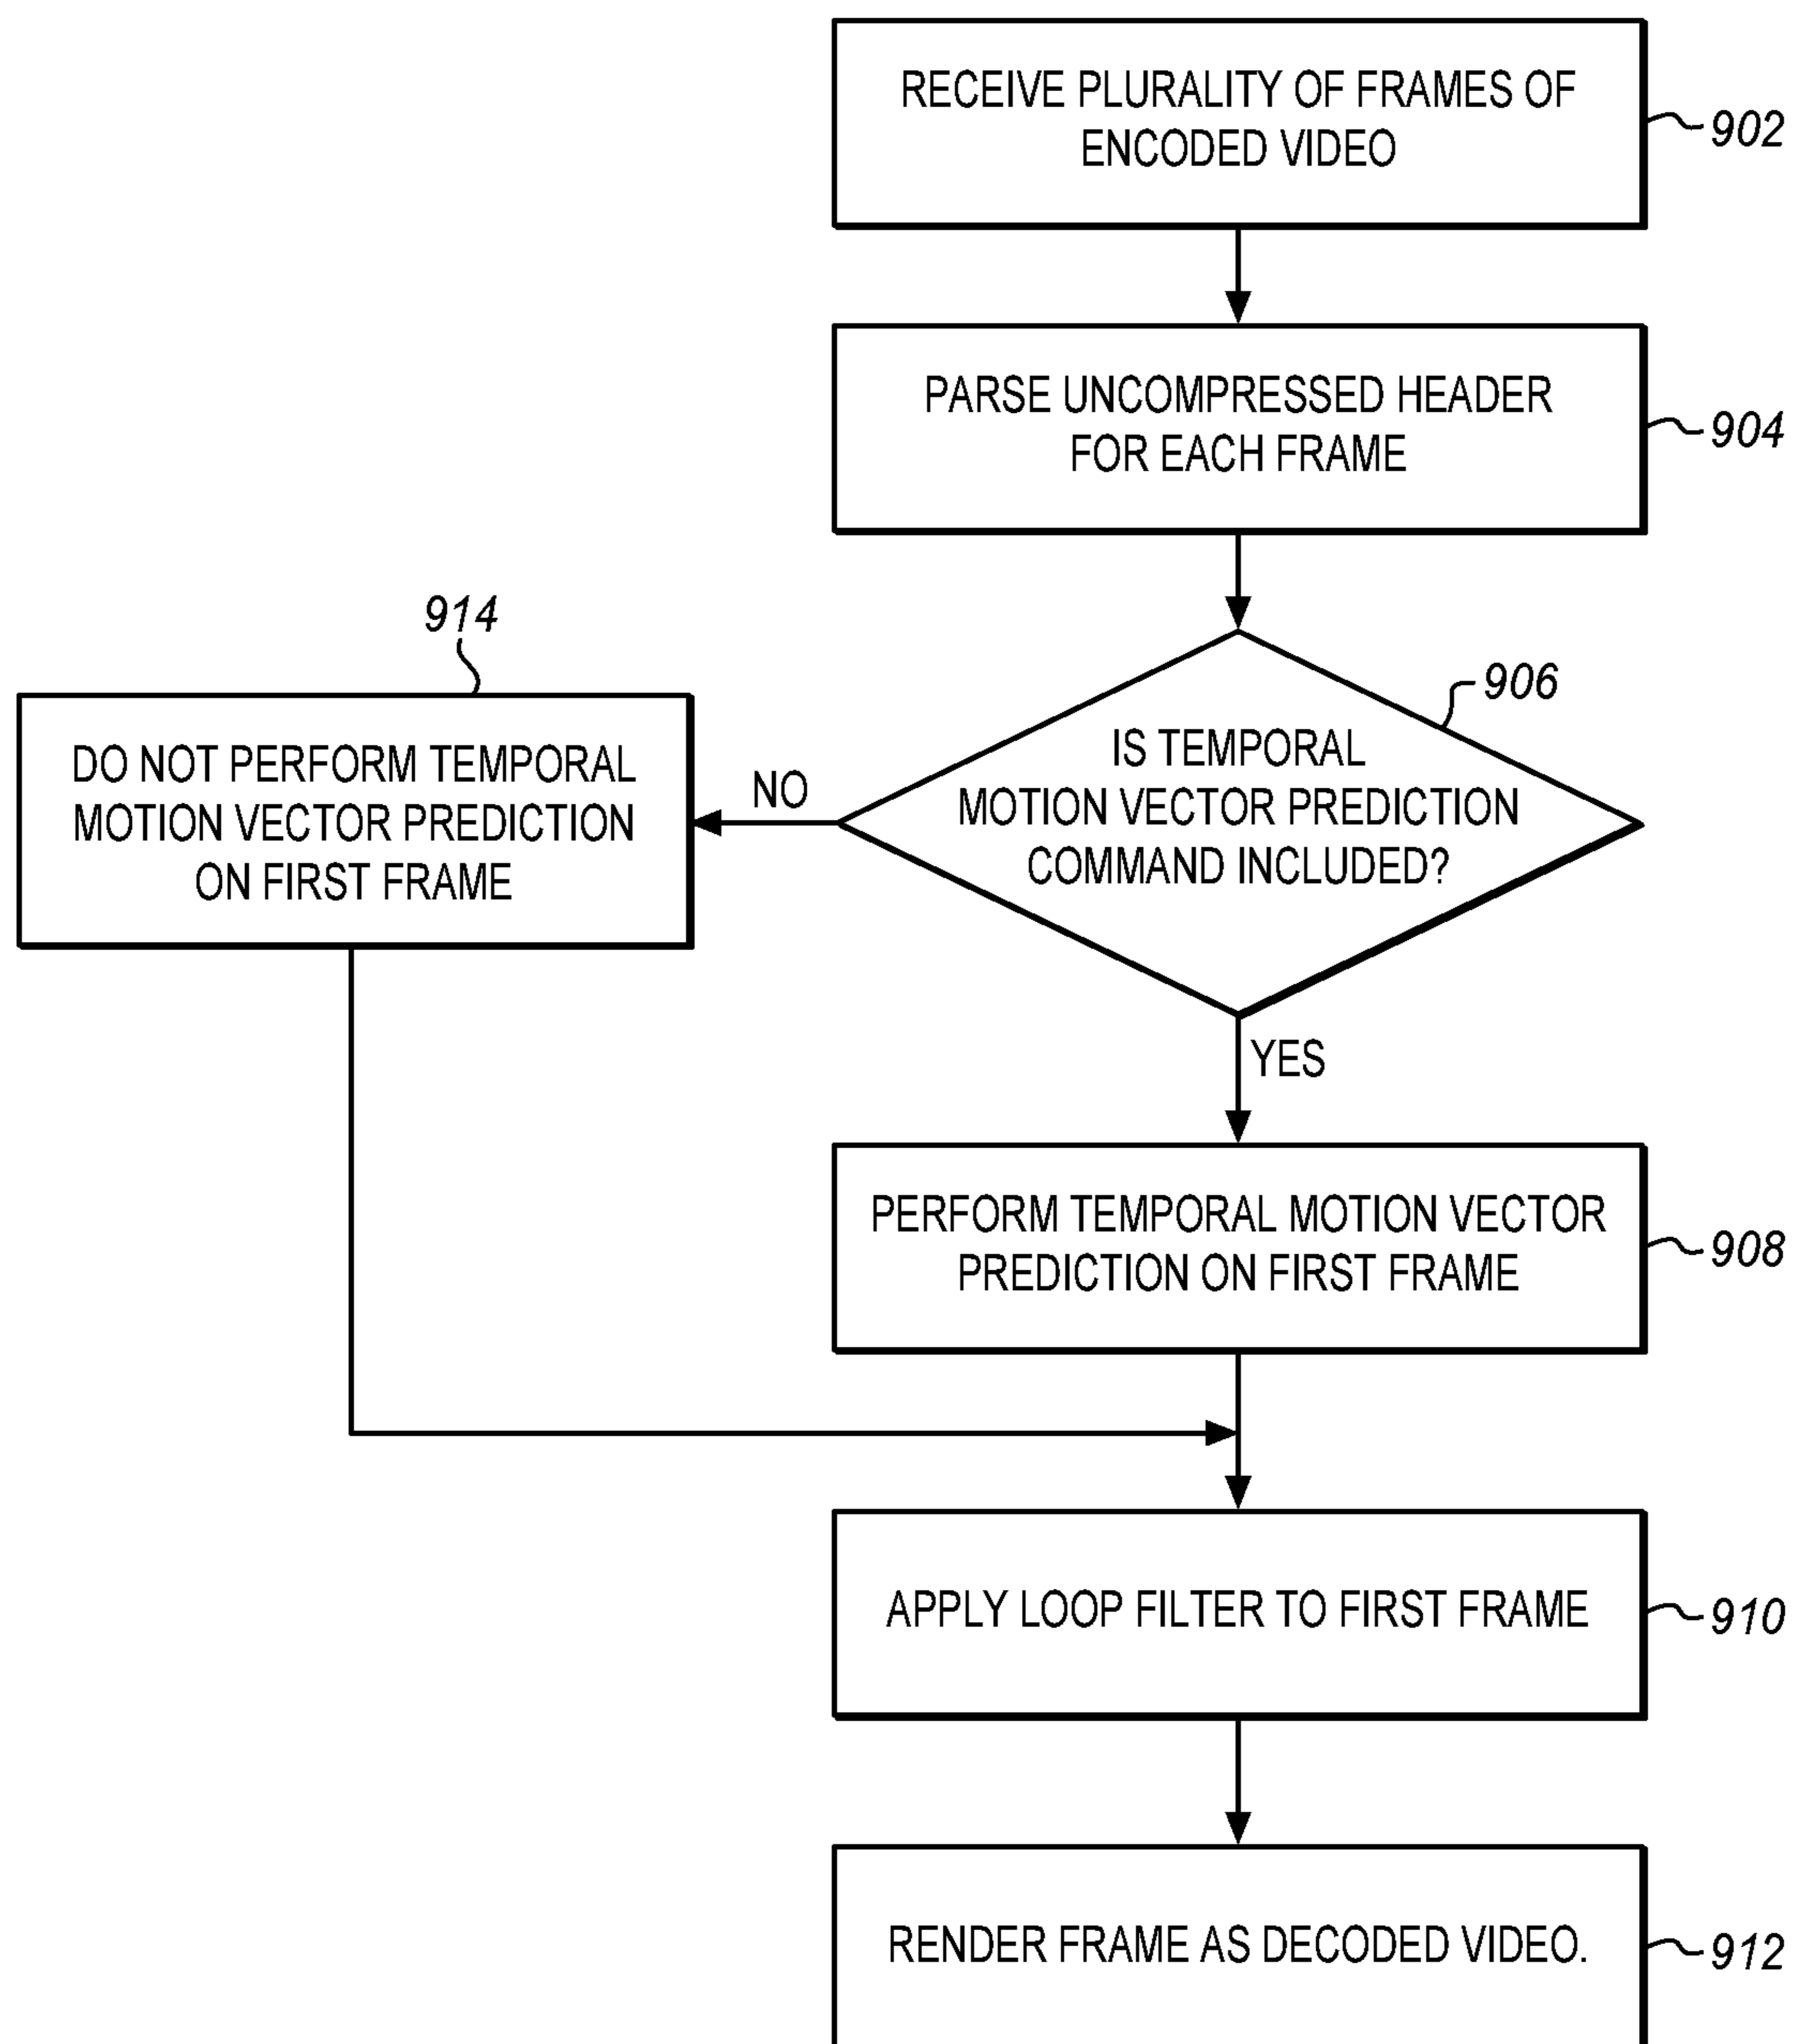 RECEIVE PLURALITY OF FRAMES OF
ENCODED VIDEO
902
PARSE UNCOMPRESSED HEADER
FOR EACH FRAME
904
914
DO NOT PERFORM TEMPORAL
MOTION VECTOR PREDICTION
ON FIRST FRAME
NO
906
IS TEMPORAL
MOTION VECTOR PREDICTION
COMMAND INCLUDED?
YES
PERFORM TEMPORAL MOTION VECTOR
PREDICTION ON FIRST FRAME
908
APPLY LOOP FILTER TO FIRST FRAME
910
RENDER FRAME AS DECODED VIDEO.
912